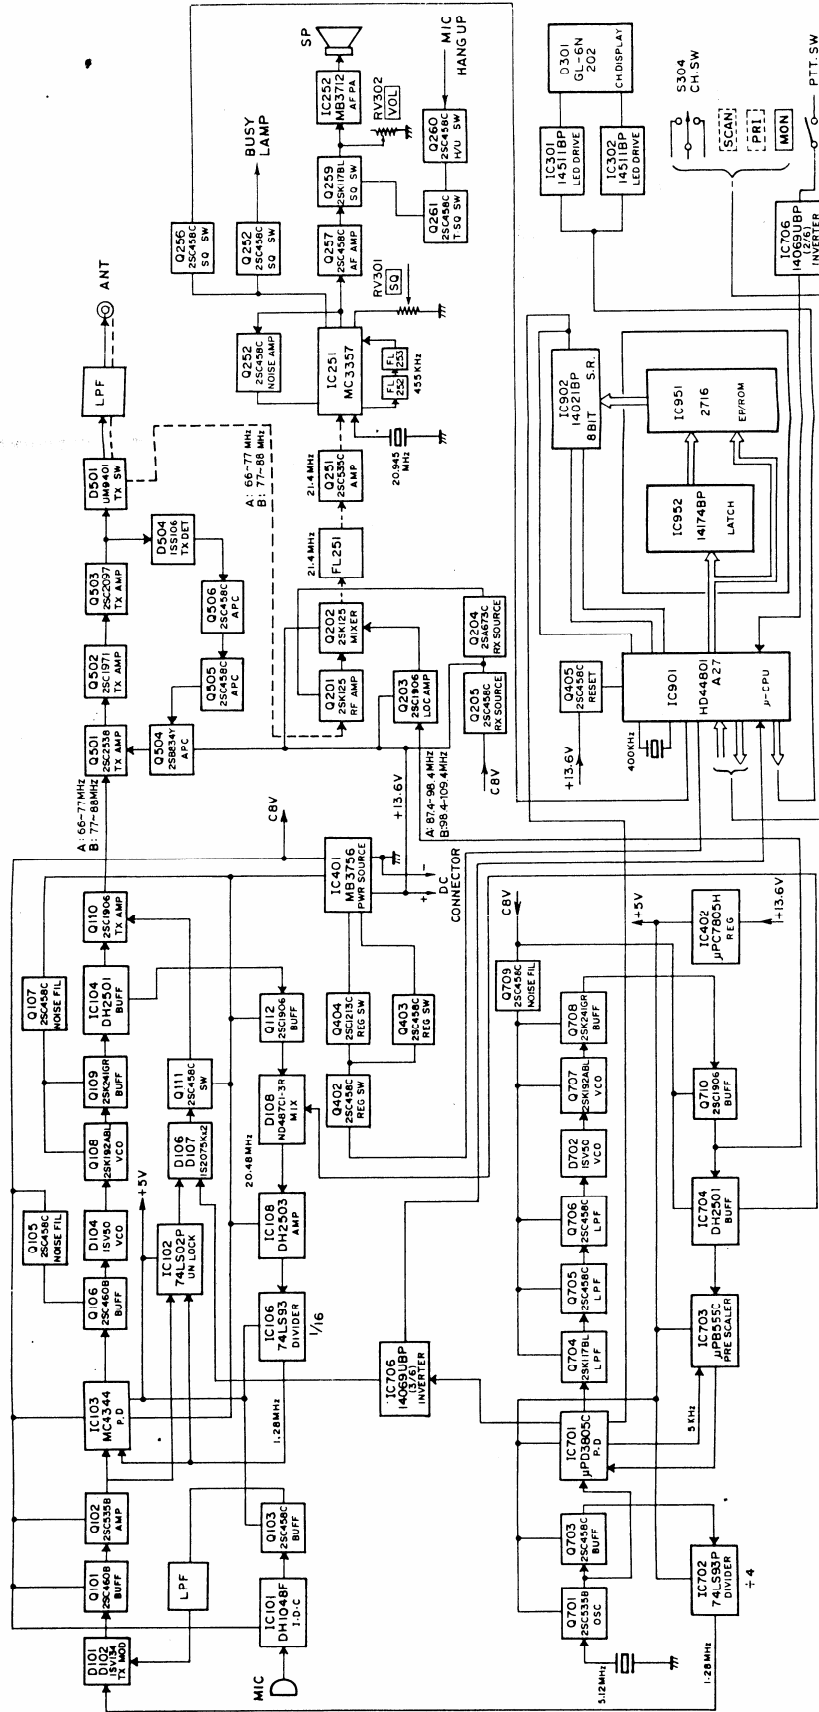 SP
IC252
MB3712
AF PA
RV302
VOL
MIC
HANG UP
Q260
2SC458C
H/U SW
Q261
2SC458C
T SQ SW
Q259
2SK117BL
SQ SW
Q257
2SC458C
AF AMP
BUSY
LAMP
Q256
2SC458C
SQ SW
Q252
2SC458C
SQ SW
Q252
2SC458C
NOISE AMP
RV301
SQ
IC251
MC3357
FL
252
FL
253
455KHz
20.945
MHz
ANT
LPF
D501
UM9401
TX SW
A: 66-77 MHz
B: 77-88 MHz
21.4MHz
Q251
2SC535C
AMP
21.4MHz
FL251
Q503
2SC2097
TX AMP
D504
1SS106
TX DET
Q506
2SC458C
APC
Q502
2SC1971
TX AMP
Q505
2SC458C
APC
Q501
2SC2538
TX AMP
Q504
2SB834Y
APC
A: 66-77MHz
B: 77-88MHz
Q202
2SK125
MIXER
Q201
2SK125
RF AMP
Q203
2SC1906
LOC AMP
Q204
2SA673C
RX SOURCE
Q205
2SC458C
RX SOURCE
C8V
+13.6V
A: 87.4-98.4MHz
B:98.4-109.4MHz
C8V
IC401
MB3756
PWR SOURCE
+ -
DC
CONNECTOR
Q404
2SC1213C
REG SW
Q403
2SC458C
REG SW
Q402
2SC458C
REG SW
Q110
2SC1906
TX AMP
Q107
2SC458C
NOISE FIL
IC104
DH2501
BUFF
Q109
2SK241GR
BUFF
Q108
2SK192ABL
VCO
Q111
2SC458C
SW
D106
D107
1S2075Kx2
Q112
2SC1906
BUFF
D108
ND487C1-3R
MIX
20.48MHz
IC108
DH2503
AMP
IC106
74LS93
DIVIDER
1/16
Q105
2SC458C
NOISE FIL
D104
1SV50
VCO
Q106
2SC460B
BUFF
+5V
IC102
74LS02P
UN LOCK
IC103
MC4344
P.D
1.28MHz
Q102
2SC535B
AMP
Q101
2SC460B
BUFF
D101
D102
1SV134
TX MOD
LPF
Q103
2SC458C
BUFF
IC101
DH1048F
I.D.C
MIC
D301
GL-6N
202
CH.DISPLAY
IC301
14511BP
LED DRIVE
IC302
14511BP
LED DRIVE
S304
CH.SW
SCAN
PRI
MON
PTT.SW
IC706
14069UBP
(2/6)
INVERTER
IC902
14021BP
8BIT S.R.
IC951
2716
EP/ROM
IC952
14174BP
LATCH
IC901
HD44801
A27
μ-CPU
Q405
2SC458C
RESET
+13.6V
400KHz
+5V
IC402
μPC7805H
REG
+13.6V
C8V
Q709
2SC458C
NOISE FIL
Q708
2SK241GR
BUFF
Q707
2SK192ABL
VCO
D702
1SV50
VCO
Q706
2SC458C
LPF
Q705
2SC458C
LPF
Q704
2SK117BL
LPF
Q710
2SC1906
BUFF
IC704
DH2501
BUFF
IC703
μPB555C
PRE SCALER
IC706
14069UBP
(3/6)
INVERTER
IC701
μPD3805C
P.D
5KHz
Q703
2SC458C
BUFF
Q701
2SC535B
OSC
5.12MHz
IC702
74LS93P
DIVIDER
÷4
1.28MHz